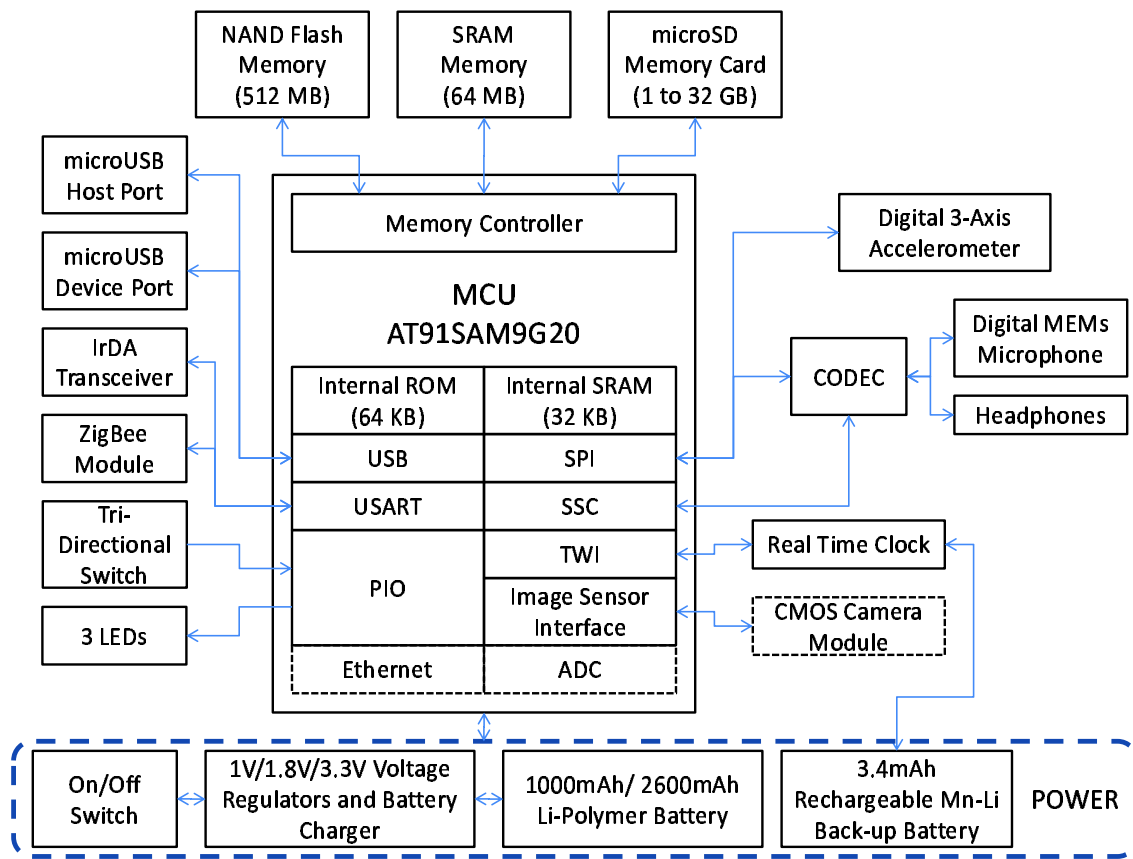 NAND Flash
Memory
(512 MB)
SRAM
Memory
(64 MB)
microSD
Memory Card
(1 to 32 GB)
microUSB
Host Port
microUSB
Device Port
IrDA
Transceiver
ZigBee
Module
Tri-
Directional
Switch
3 LEDs
Memory Controller
MCU
AT91SAM9G20
Internal ROM
(64 KB)
Internal SRAM
(32 KB)
USB
SPI
USART
SSC
PIO
TWI
Image Sensor
Interface
Ethernet
ADC
Digital 3-Axis
Accelerometer
CODEC
Digital MEMs
Microphone
Headphones
Real Time Clock
CMOS Camera
Module
On/Off
Switch
1V/1.8V/3.3V Voltage
Regulators and Battery
Charger
1000mAh/ 2600mAh
Li-Polymer Battery
3.4mAh
Rechargeable Mn-Li
Back-up Battery
POWER